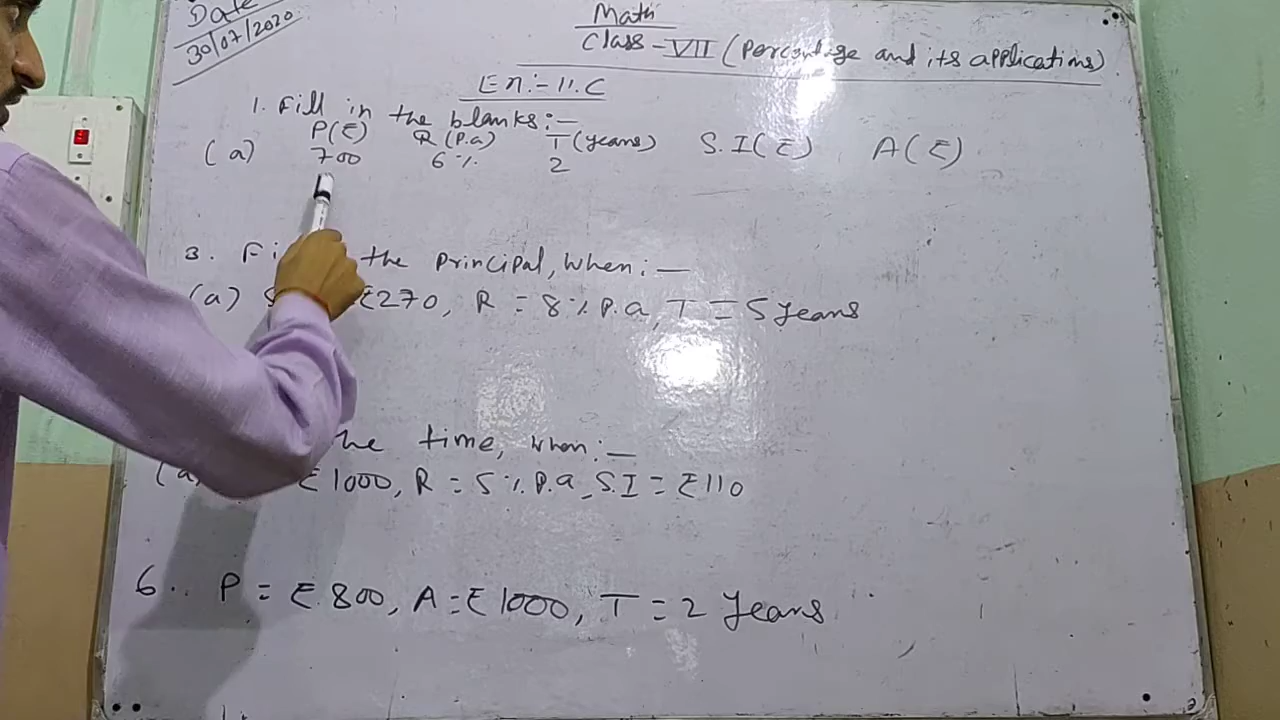 Date
30/07/2020
Math
Class - VII (Percentage and its applications)
Ex:- 11.C
1. Fill in the blanks:-
P(₹) R(P.a) T(years) S.I(₹) A(₹)
(a) 700 6% 2
3. the principal, when:-
(a) ₹270, R = 8% P.a, T = 5 years
the time, when:-
(a) ₹1000, R = 5% P.a, S.I = ₹110
6. P = ₹800, A = ₹1000, T = 2 years